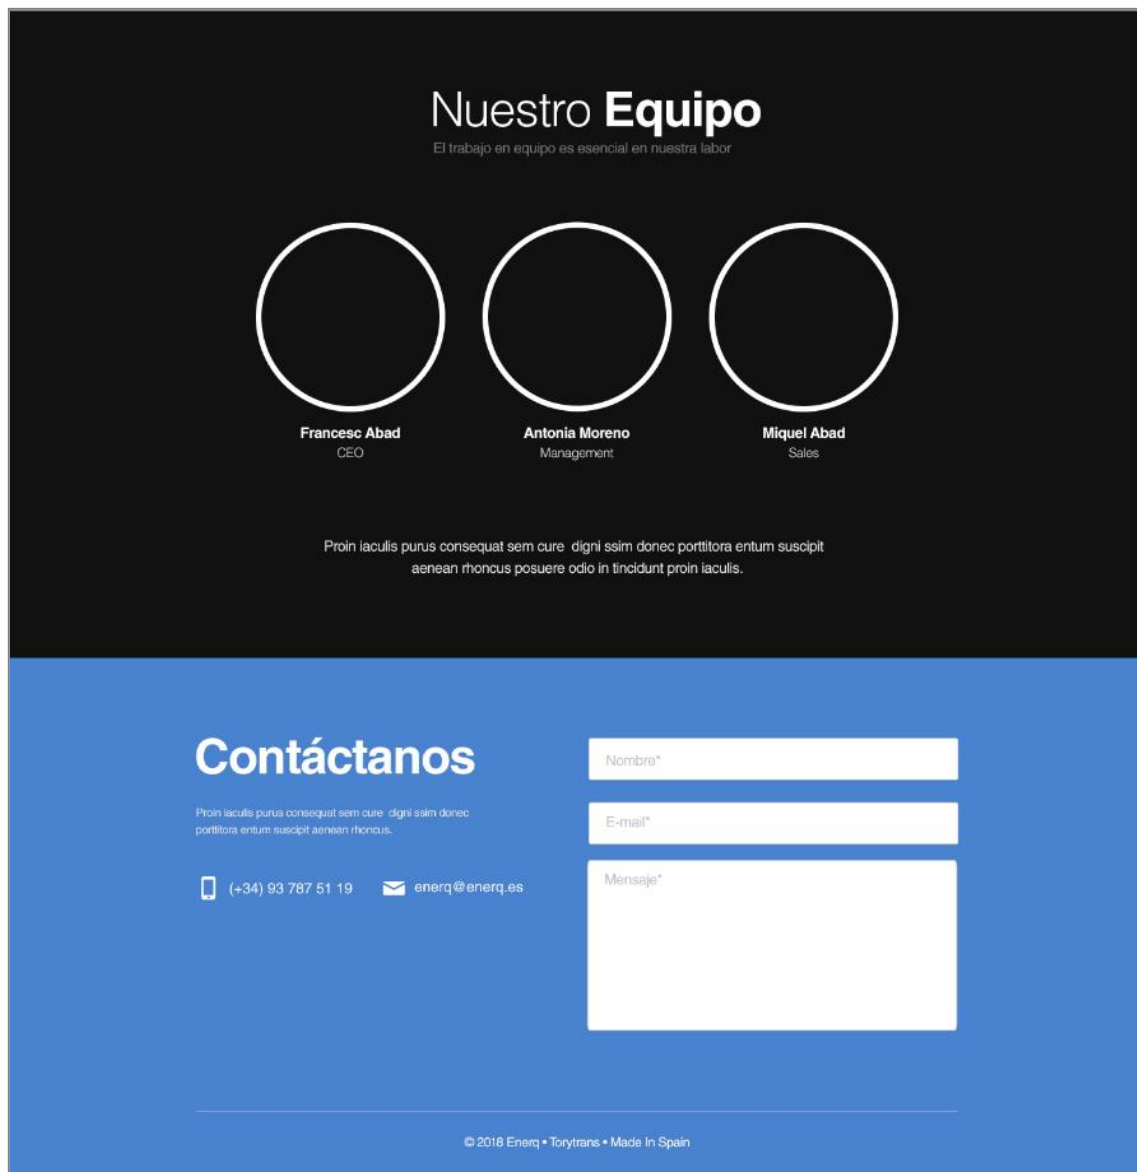 Nuestro Equipo
El trabajo en equipo es esencial en nuestra labor
Francesc Abad
CEO
Antonia Moreno
Management
Miquel Abad
Sales
Proin iaculis purus consequat sem cure digni ssim donec porttitora entum suscipit
aenean rhoncus posuere odio in tincidunt proin iaculis.
Contáctanos
Proin iaculis purus consequat sem cure digni ssim donec
porttitora entum suscipit aenean rhoncus.
(+34) 93 787 51 19
enerq@enerq.es
Nombre*
E-mail*
Mensaje*
© 2018 Enerq • Torytrans • Made In Spain